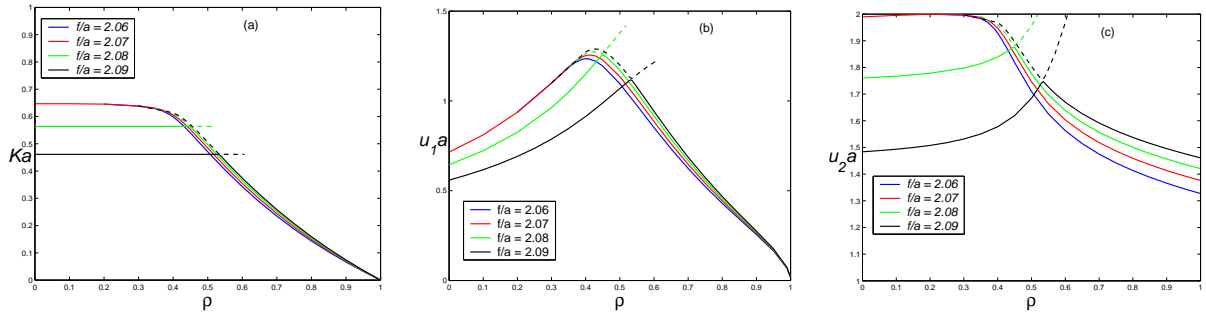 (a)
f/a = 2.06
f/a = 2.07
f/a = 2.08
f/a = 2.09
1
0.9
0.8
0.7
0.6
0.5
0.4
0.3
0.2
0.1
0
Ka
0 0.1 0.2 0.3 0.4 0.5 0.6 0.7 0.8 0.9 1
ρ
(b)
1.5
1
0.5
0
u₁a
f/a = 2.06
f/a = 2.07
f/a = 2.08
f/a = 2.09
0 0.1 0.2 0.3 0.4 0.5 0.6 0.7 0.8 0.9 1
ρ
(c)
2
1.9
1.8
1.7
1.6
1.5
1.4
1.3
1.2
1.1
1
u₂a
f/a = 2.06
f/a = 2.07
f/a = 2.08
f/a = 2.09
0 0.1 0.2 0.3 0.4 0.5 0.6 0.7 0.8 0.9 1
ρ